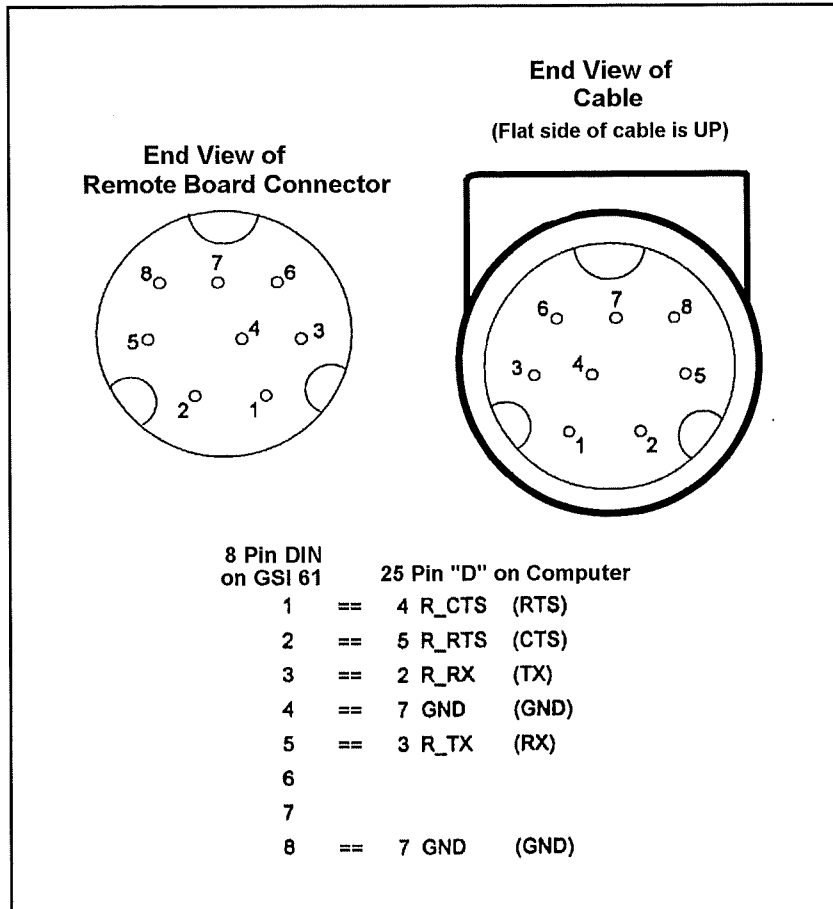 End View of
Remote Board Connector
8 7 6
5 4 3
2 1
End View of
Cable
(Flat side of cable is UP)
6 7 8
3 4 5
1 2
8 Pin DIN
on GSI 61 25 Pin "D" on Computer
1 == 4 R_CTS (RTS)
2 == 5 R_RTS (CTS)
3 == 2 R_RX (TX)
4 == 7 GND (GND)
5 == 3 R_TX (RX)
6
7
8 == 7 GND (GND)